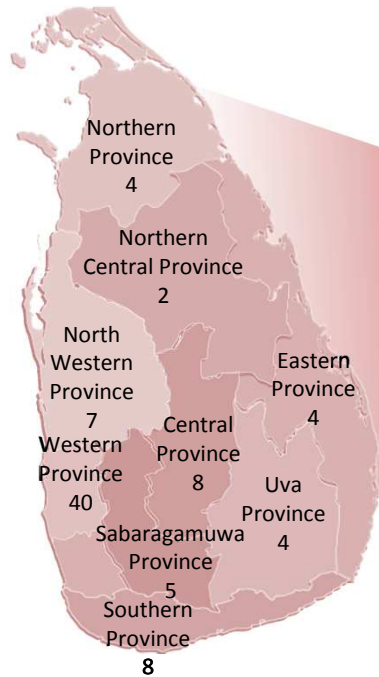 Northern
Province
4
Northern
Central Province
2
North
Western
Province
7
Eastern
Province
4
Western
Province
40
Central
Province
8
Uva
Province
4
Sabaragamuwa
Province
5
Southern
Province
8